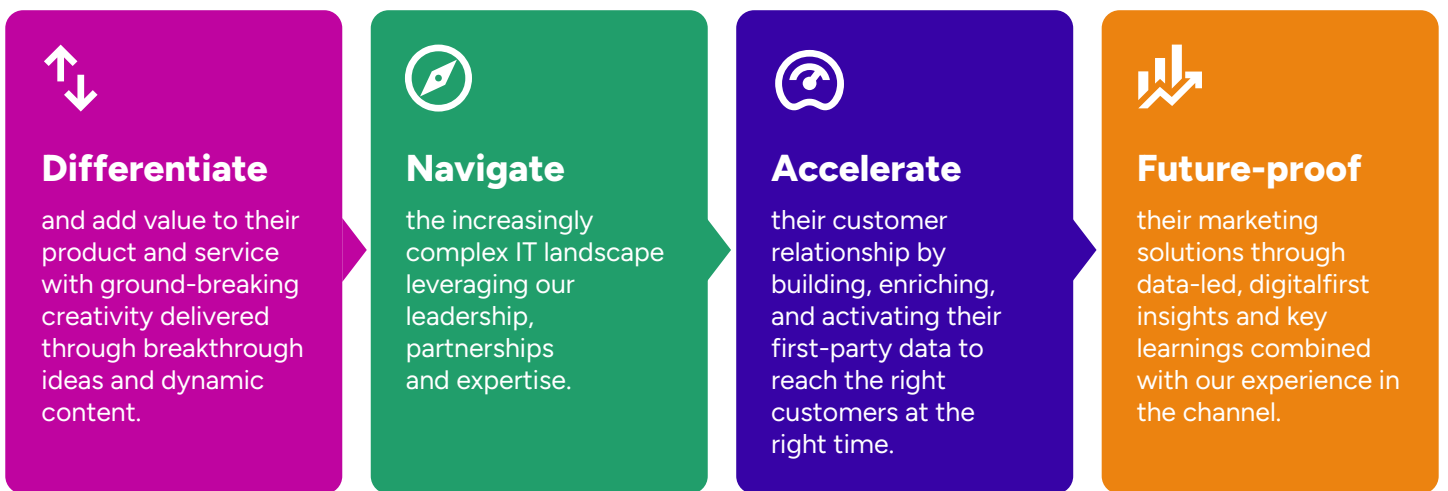 Differentiate
and add value to their
product and service
with ground-breaking
creativity delivered
through breakthrough
ideas and dynamic
content.
Navigate
the increasingly
complex IT landscape
leveraging our
leadership,
partnerships
and expertise.
Accelerate
their customer
relationship by
building, enriching,
and activating their
first-party data to
reach the right
customers at the
right time.
Future-proof
their marketing
solutions through
data-led, digitalfirst
insights and key
learnings combined
with our experience in
the channel.